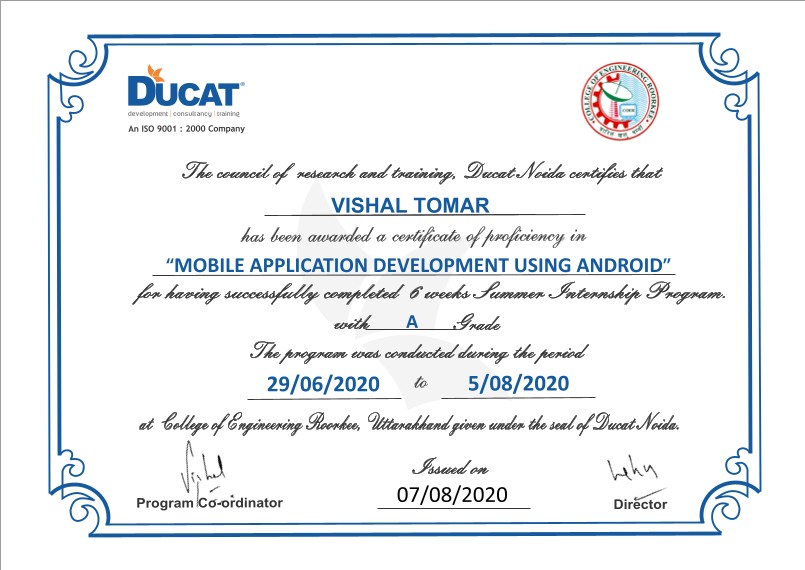 DUCAT®
development | consultancy | training
An ISO 9001 : 2000 Company
COLLEGE OF ENGINEERING ROORKEE
The council of research and training, Ducat Noida certifies that
VISHAL TOMAR
has been awarded a certificate of proficiency in
“MOBILE APPLICATION DEVELOPMENT USING ANDROID”
for having successfully completed 6 weeks Summer Internship Program.
with A Grade
The program was conducted during the period
29/06/2020 to 5/08/2020
at College of Engineering Roorkee, Uttarakhand given under the seal of Ducat Noida.
Issued on
07/08/2020
Program Co-ordinator
Director